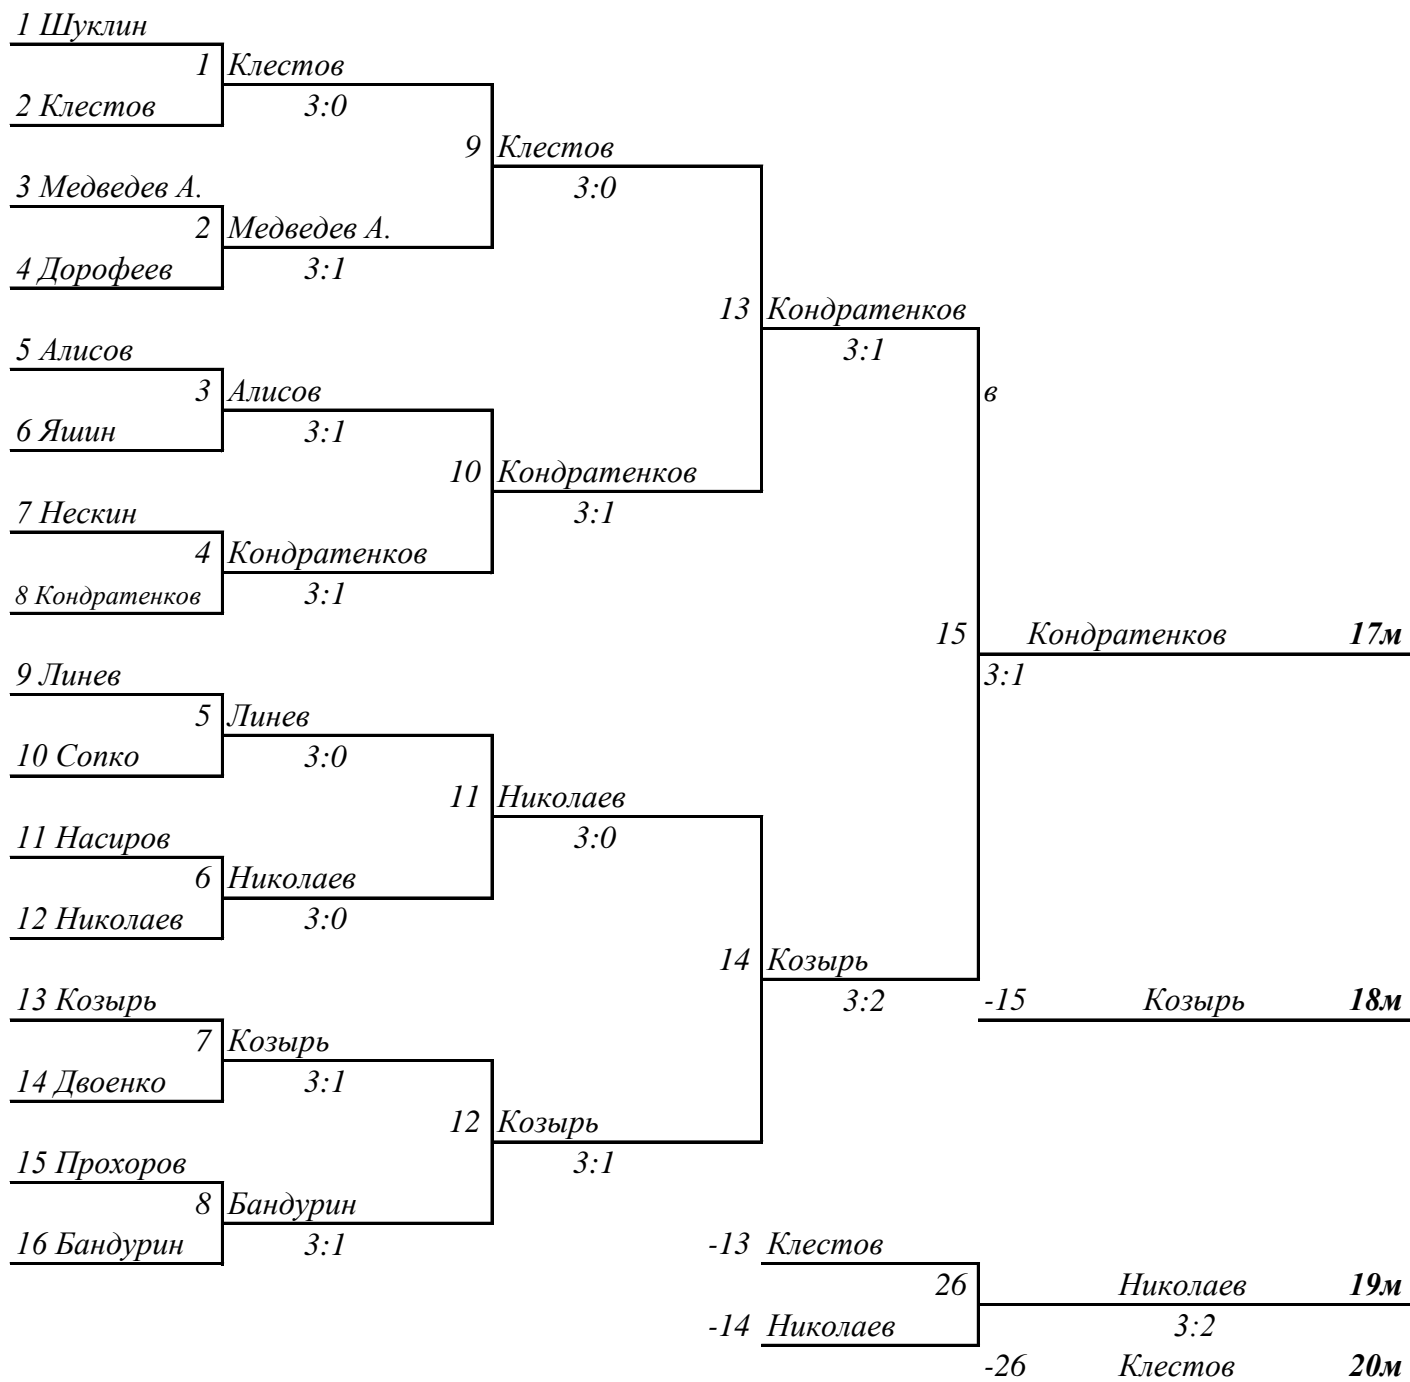 1 Шуклин
1 Клестов
2 Клестов 3:0
9 Клестов
3 Медведев А. 3:0
2 Медведев А.
4 Дорофеев 3:1
13 Кондратенков
5 Алисов 3:1
3 Алисов в
6 Яшин 3:1
10 Кондратенков
7 Нескин 3:1
4 Кондратенков
8 Кондратенков 3:1
15 Кондратенков 17м
9 Линев 3:1
5 Линев
10 Сопко 3:0
11 Николаев
11 Насиров 3:0
6 Николаев
12 Николаев 3:0
14 Козырь
13 Козырь 3:2 -15 Козырь 18м
7 Козырь
14 Двоенко 3:1
12 Козырь
15 Прохоров 3:1
8 Бандурин
16 Бандурин 3:1 -13 Клестов
26 Николаев 19м
-14 Николаев 3:2
-26 Клестов 20м